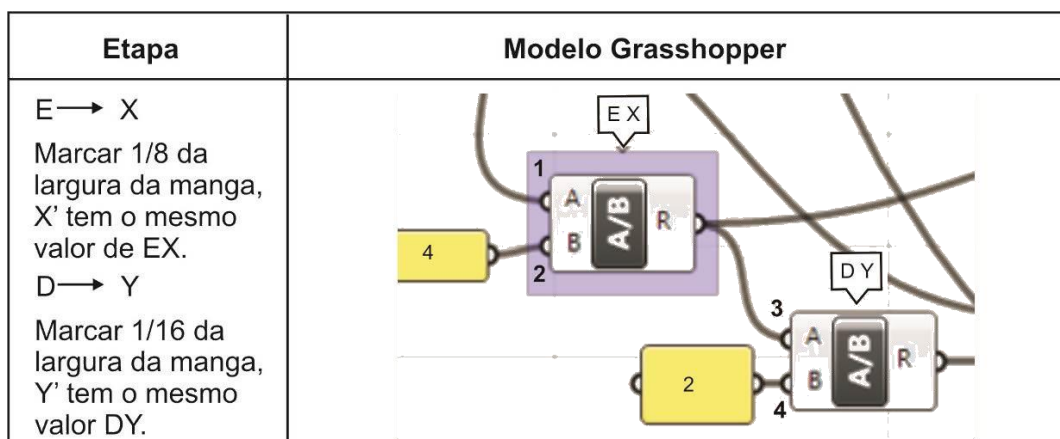 Etapa
Modelo Grasshopper
E → X
Marcar 1/8 da
largura da manga,
X’ tem o mesmo
valor de EX.
D → Y
Marcar 1/16 da
largura da manga,
Y’ tem o mesmo
valor DY.
E X
1
A
B
A/B
R
4
2
D Y
3
A
B
A/B
R
2
4